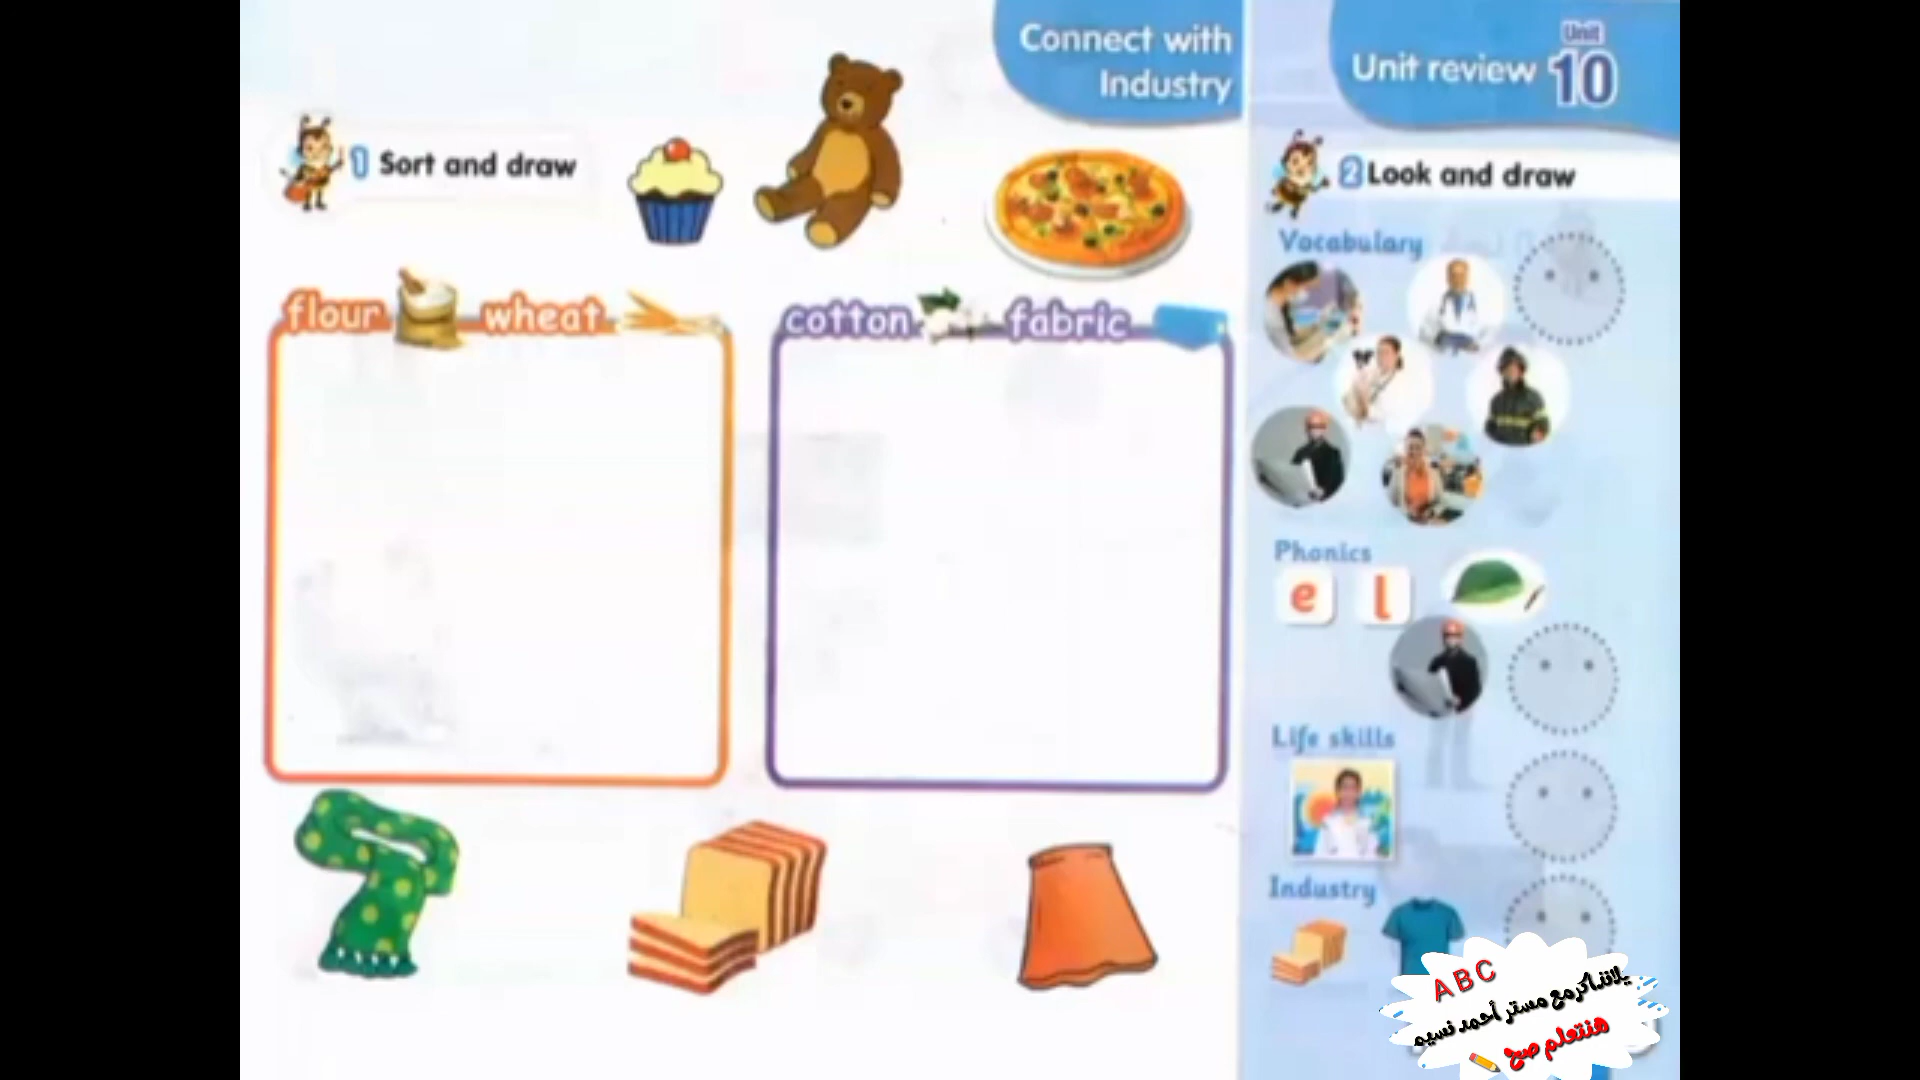 Connect with
Industry
1 Sort and draw
flour wheat
cotton fabric
Unit review
Unit
10
2 Look and draw
Vocabulary
Phonics
e l
Life skills
Industry
ABC
يلانذاكر مع مستر أحمد نسيم
هنتعلم صح